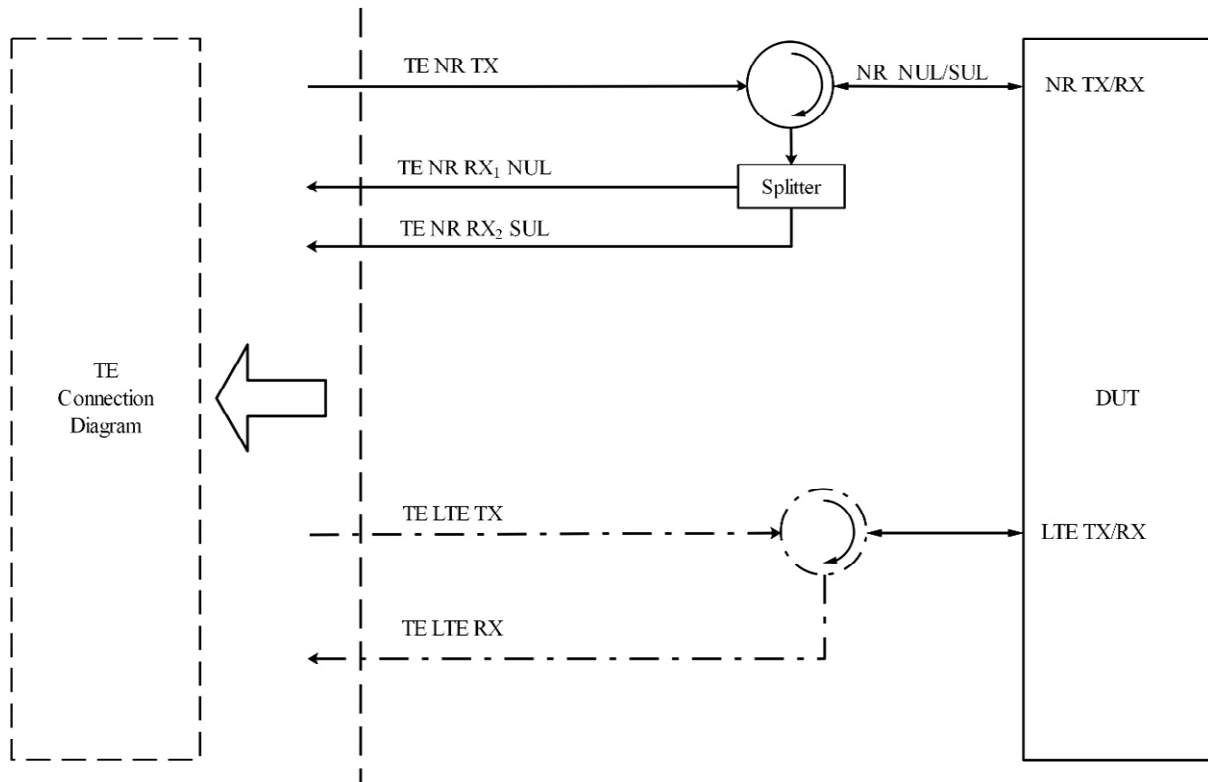 TE NR TX
NR NUL/SUL
NR TX/RX
TE NR RX₁ NUL
Splitter
TE NR RX₂ SUL
TE
Connection
Diagram
DUT
TE LTE TX
LTE TX/RX
TE LTE RX